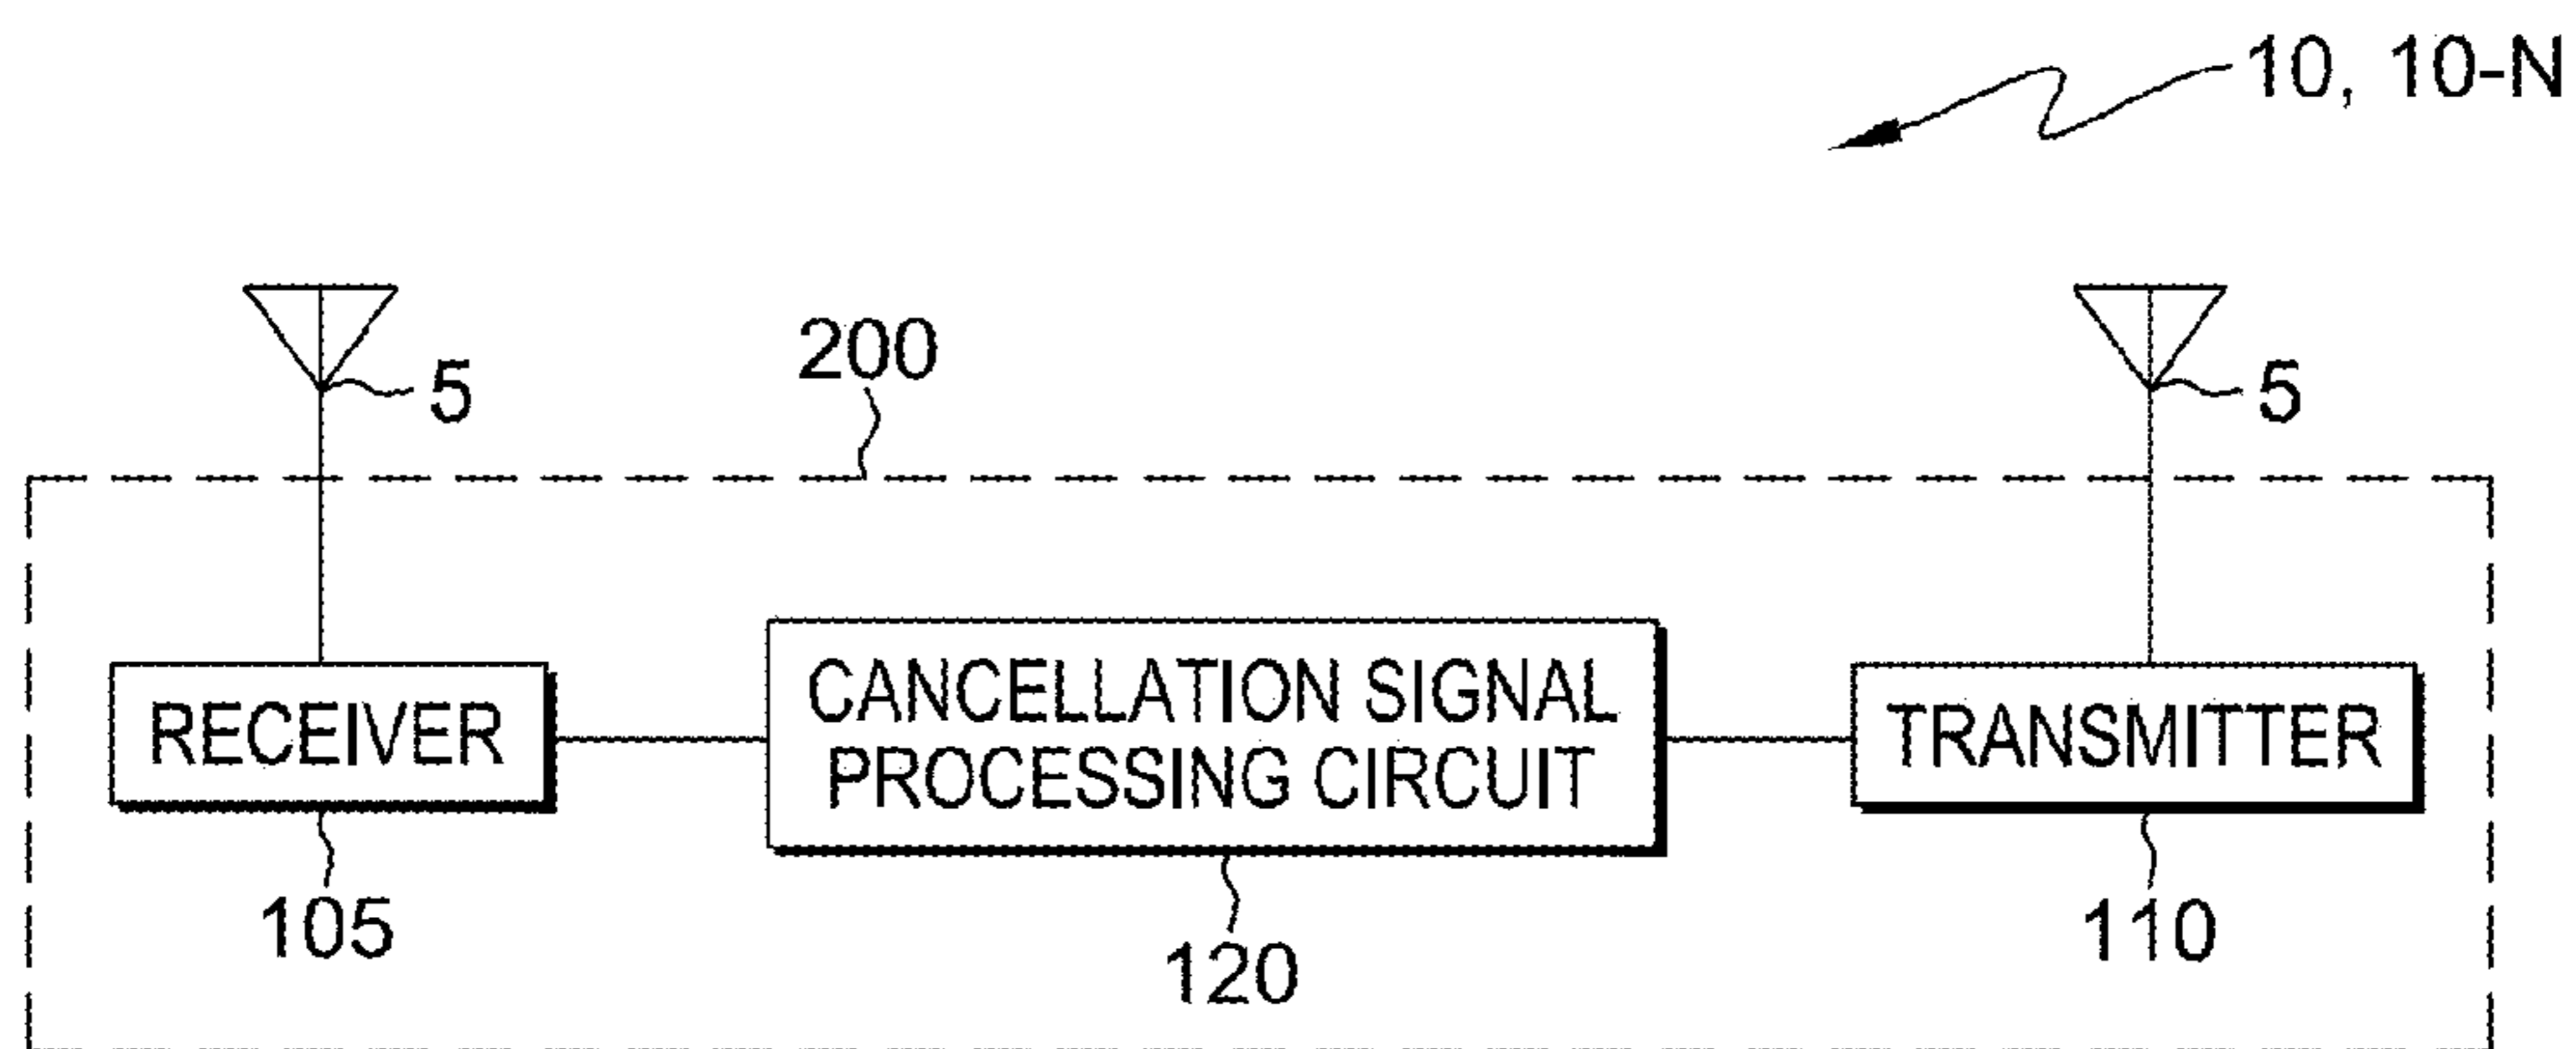 10, 10-N
200
5
5
RECEIVER
CANCELLATION SIGNAL
PROCESSING CIRCUIT
TRANSMITTER
105
120
110